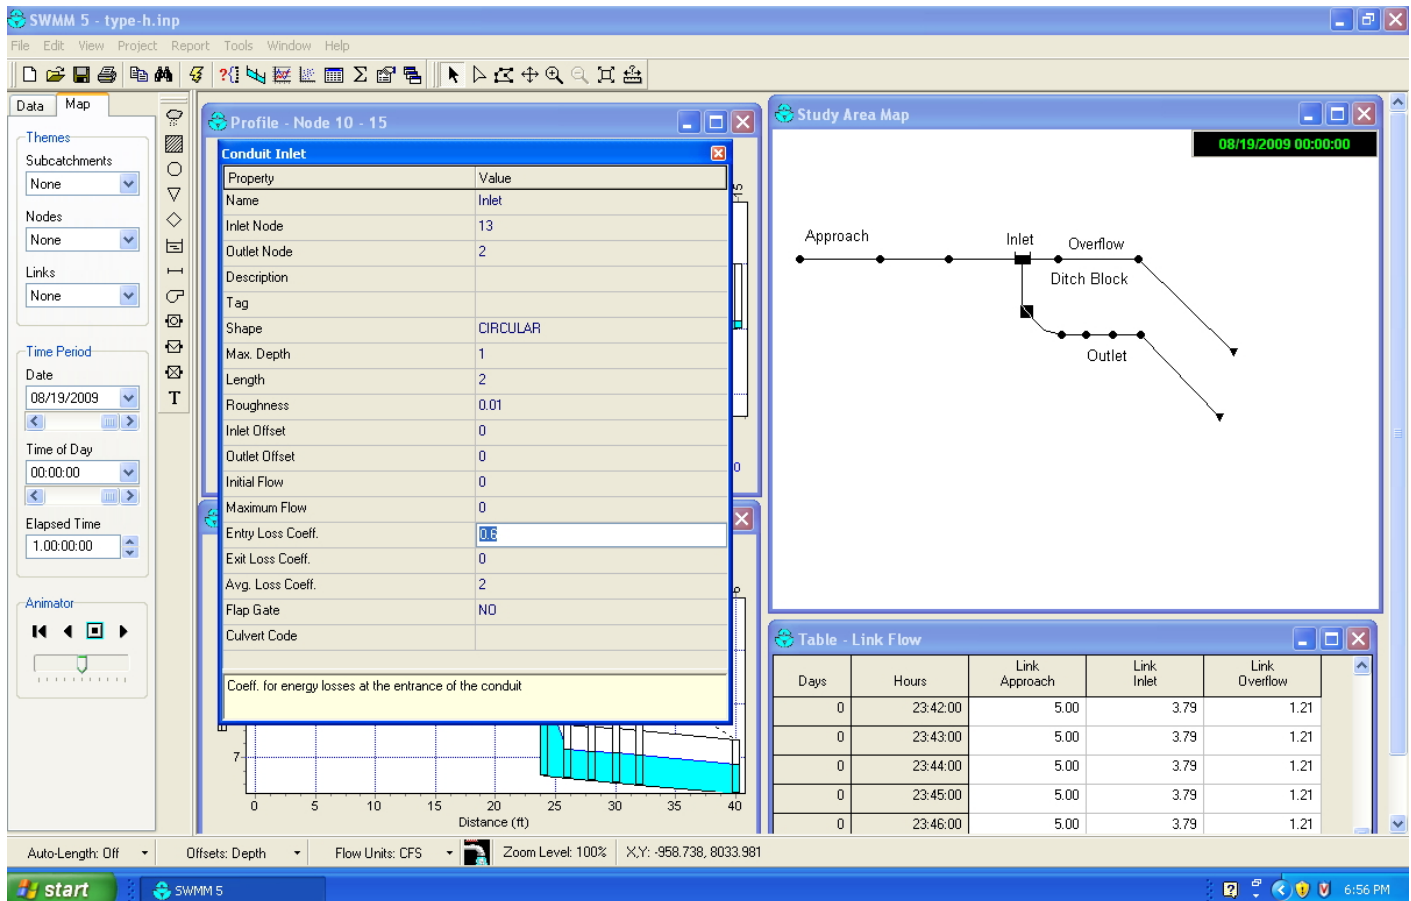 SWMM 5 - type-h.inp
File Edit View Project Report Tools Window Help
Data Map
Themes
Subcatchments
None
Nodes
None
Links
None
Time Period
Date
08/19/2009
Time of Day
00:00:00
Elapsed Time
1.00:00:00
Animator
T
Profile - Node 10 - 15
Conduit Inlet
Property Value
Name Inlet
Inlet Node 13
Outlet Node 2
Description
Tag
Shape CIRCULAR
Max. Depth 1
Length 2
Roughness 0.01
Inlet Offset 0
Outlet Offset 0
Initial Flow 0
Maximum Flow 0
Entry Loss Coeff. 0.6
Exit Loss Coeff. 0
Avg. Loss Coeff. 2
Flap Gate NO
Culvert Code
Coeff. for energy losses at the entrance of the conduit
7
0 5 10 15 20 25 30 35 40
Distance (ft)
Study Area Map
08/19/2009 00:00:00
Approach
Inlet
Overflow
Ditch Block
Outlet
Table - Link Flow
Days Hours Link Approach Link Inlet Link Overflow
0 23:42:00 5.00 3.79 1.21
0 23:43:00 5.00 3.79 1.21
0 23:44:00 5.00 3.79 1.21
0 23:45:00 5.00 3.79 1.21
0 23:46:00 5.00 3.79 1.21
Auto-Length: Off Offsets: Depth Flow Units: CFS Zoom Level: 100% X,Y: -958.738, 8033.981
start SWMM 5 6:56 PM